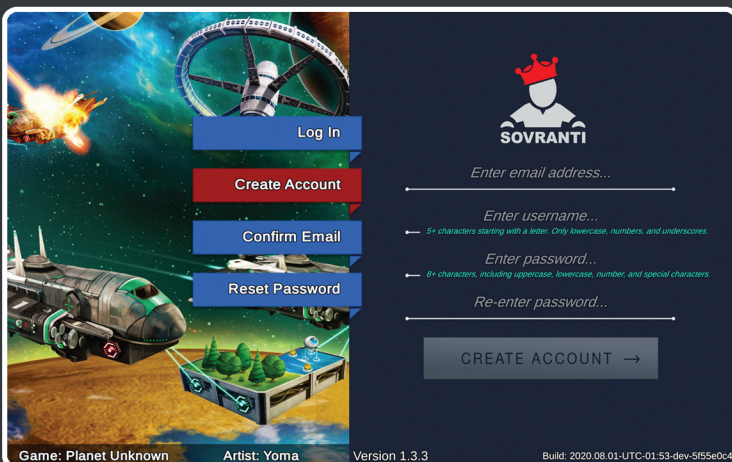 Log In
Create Account
Confirm Email
Reset Password
SOVRANTI
Enter email address...
Enter username...
5+ characters starting with a letter. Only lowercase, numbers, and underscores.
Enter password...
8+ characters, including uppercase, lowercase, number, and special characters.
Re-enter password...
CREATE ACCOUNT →
Game: Planet Unknown
Artist: Yoma
Version 1.3.3
Build: 2020.08.01-UTC-01:53-dev-5f55e0c4